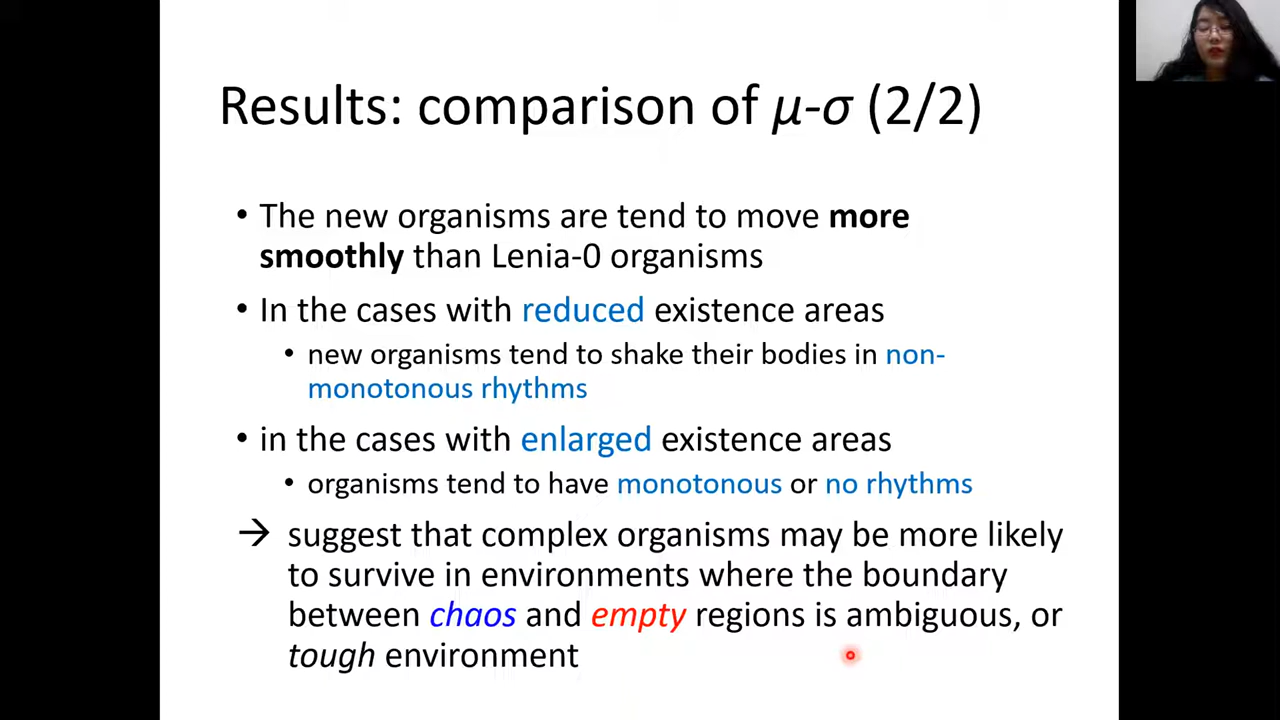 Results: comparison of μ-σ (2/2)
• The new organisms are tend to move more
smoothly than Lenia-0 organisms
• In the cases with reduced existence areas
• new organisms tend to shake their bodies in non-
monotonous rhythms
• in the cases with enlarged existence areas
• organisms tend to have monotonous or no rhythms
→ suggest that complex organisms may be more likely
to survive in environments where the boundary
between chaos and empty regions is ambiguous, or
tough environment